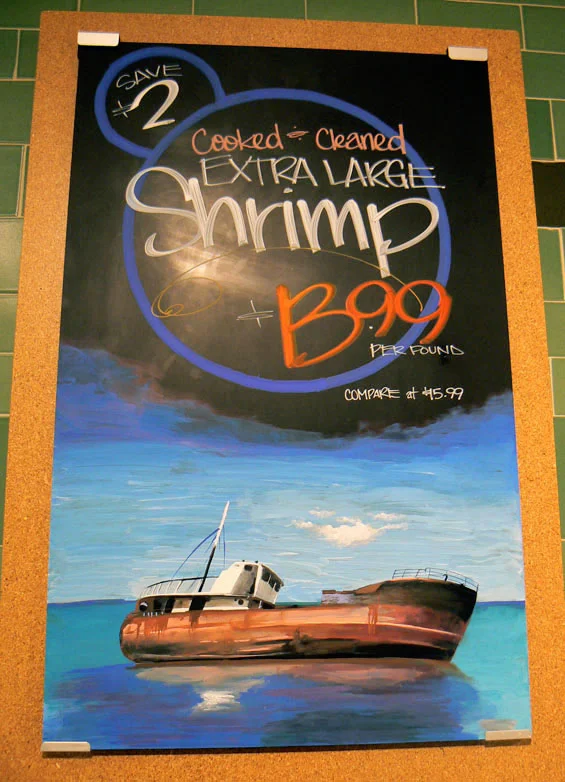 SAVE
$2
Cooked & Cleaned
EXTRA LARGE
Shrimp
$13.99
PER POUND
COMPARE at $15.99